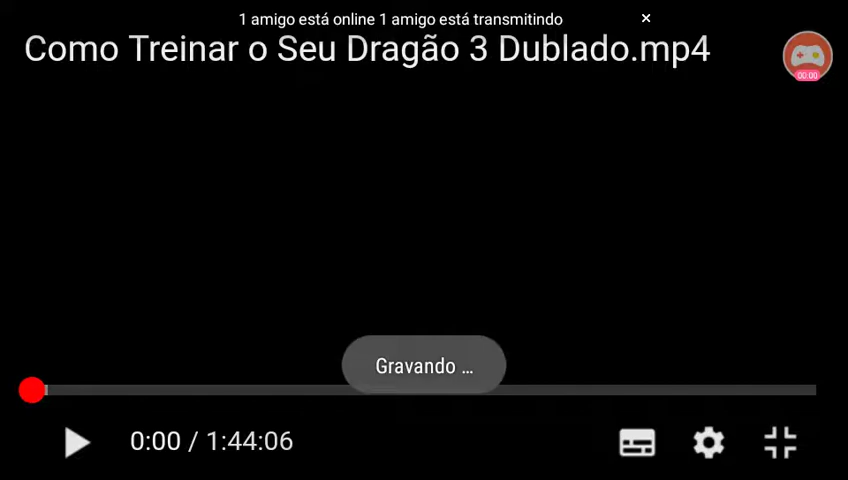 1 amigo está online 1 amigo está transmitindo ×
Como Treinar o Seu Dragão 3 Dublado.mp4
00:00
Gravando ...
0:00 / 1:44:06